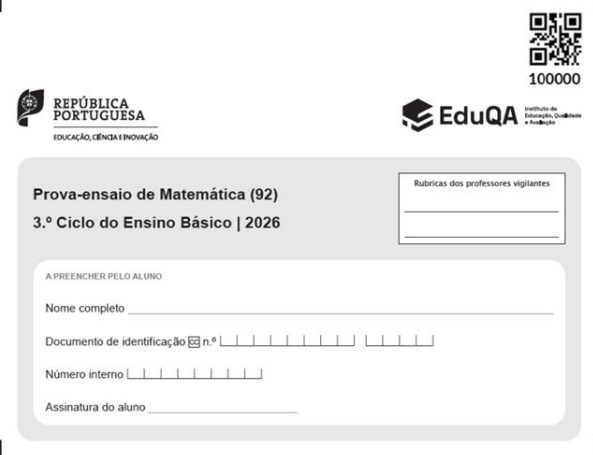 100000
REPÚBLICA
PORTUGUESA
EDUCAÇÃO, CIÊNCIA E INOVAÇÃO
EduQA
Instituto de
Educação, Qualidade
e Avaliação
Prova-ensaio de Matemática (92)
3.º Ciclo do Ensino Básico | 2026
Rubricas dos professores vigilantes
A PREENCHER PELO ALUNO
Nome completo
Documento de identificação CC n.º
Número interno
Assinatura do aluno